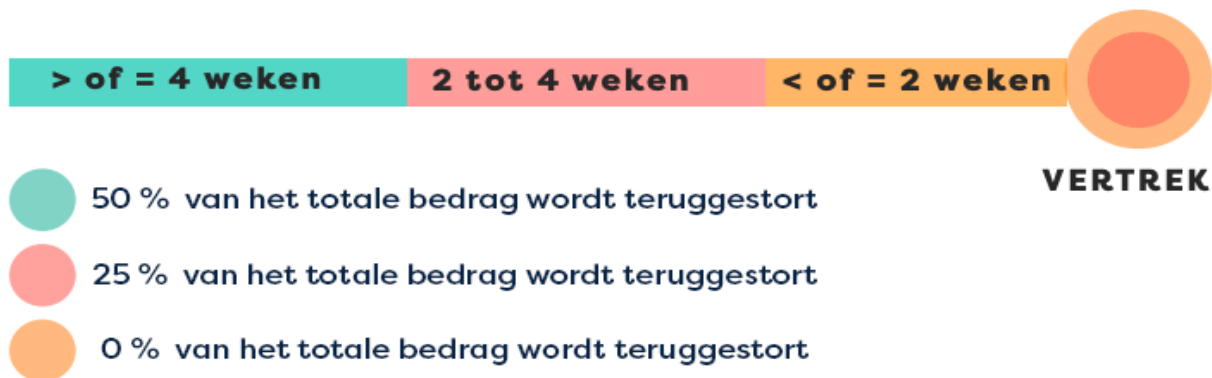 > of = 4 weken 2 tot 4 weken < of = 2 weken
VERTREK
50 % van het totale bedrag wordt teruggestort
25 % van het totale bedrag wordt teruggestort
0 % van het totale bedrag wordt teruggestort